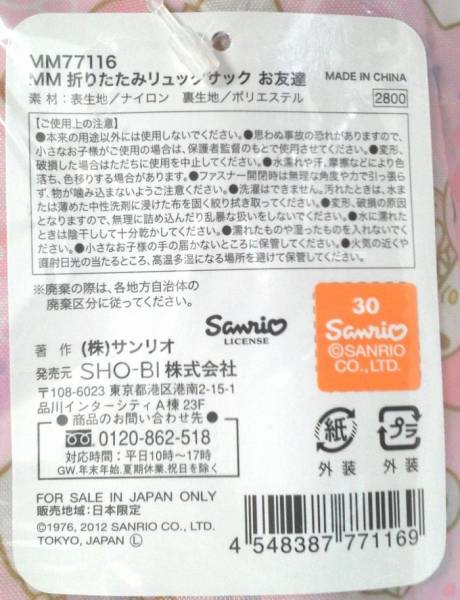 MM77116
MM 折りたたみリュックサック お友達 MADE IN CHINA
素 材：表生地／ナイロン 裏生地／ポリエステル 2800
【ご使用上の注意】
●本来の用途以外には使用しないでください。●思わぬ事故の恐れがありますので、
小さなお子様がご使用の場合は、保護者監督のもとで使用させてください。●変形、
破損した場合はただちに使用を中止してください。●水濡れや汗、摩擦などにより色
落ち、色移りする場合があります。●ファスナー開閉時は無理な角度や力で引っ張ら
ず、物が噛み込まないようご注意ください。●洗濯はできません。汚れたときは、水ま
たは薄めた中性洗剤に浸けた布を固く絞り拭き取ってください。●変形、破損の原因
となりますので、無理に詰め込んだり乱暴な扱いをしないでください。●水に濡れた
ときは陰干しして十分乾かしてください。●濡れたものや湿ったものを入れないでくだ
さい。●小さなお子様の手の届かないところに保管してください。●火気の近くや
直射日光の当たるところ、高温多湿になる場所を避けて保管してください。
※廃棄の際は、各地方自治体の
廃棄区分に従ってください。
Sanrio
LICENSE
30
Sanrio
©SANRIO
CO., LTD.
著 作 (株)サンリオ
発売元 SHO-BI株式会社
〒108-6023 東京都港区港南2-15-1
品川インターシティA棟 23F
● 商品のお問い合わせ先 ●
0120-862-518
対応時間：平日10時～17時
GW.年末年始.夏期休業、祝日を除く
紙
外 装
プラ
外 装
FOR SALE IN JAPAN ONLY
販売地域：日本限定
©1976, 2012 SANRIO CO., LTD.
TOKYO, JAPAN Ⓛ
4 548387 771169